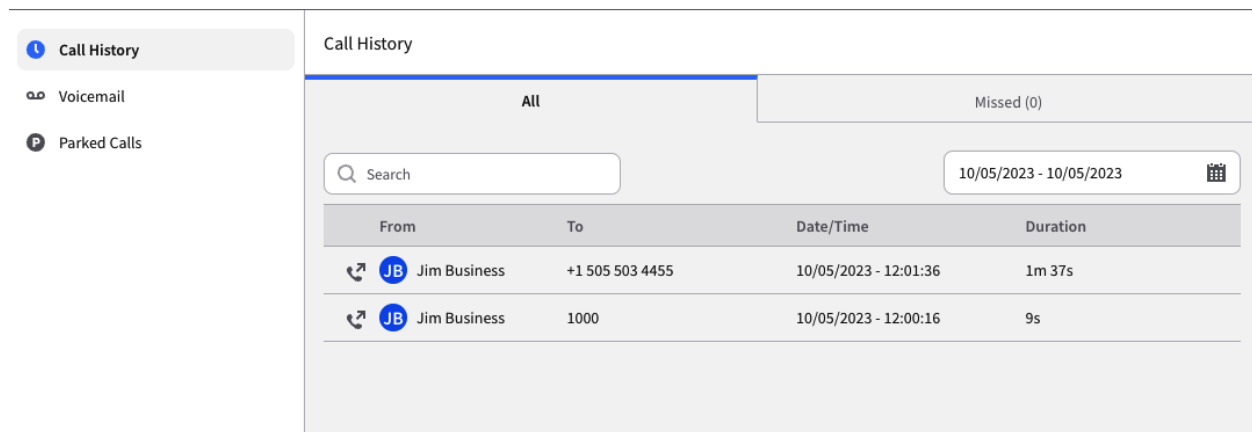 Call History
Voicemail
P Parked Calls
Call History
All Missed (0)
Search 10/05/2023 - 10/05/2023
From To Date/Time Duration
JB Jim Business +1 505 503 4455 10/05/2023 - 12:01:36 1m 37s
JB Jim Business 1000 10/05/2023 - 12:00:16 9s